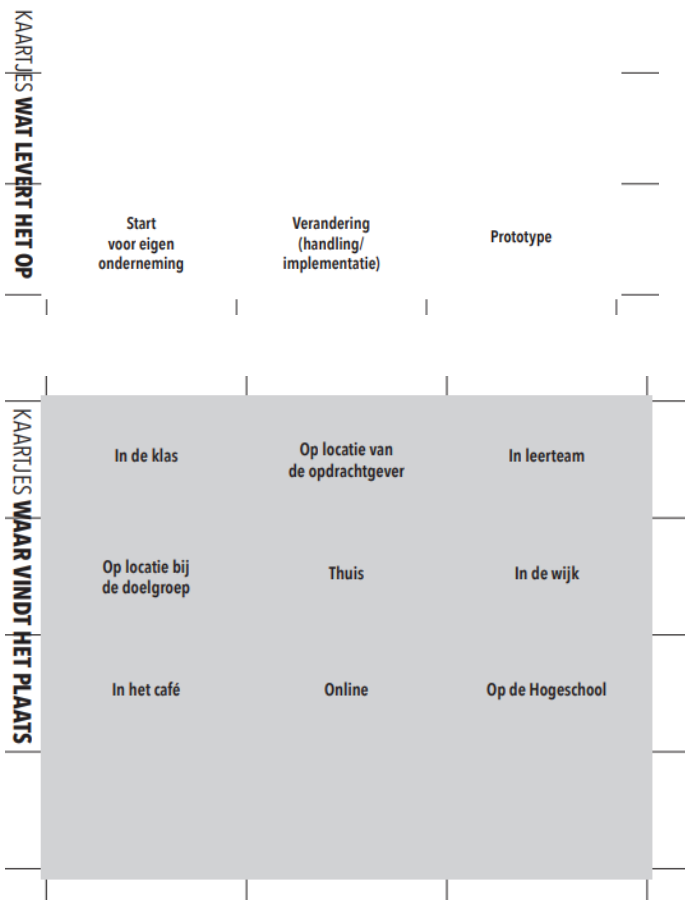 KAARTJES WAT LEVERT HET OP
Start
voor eigen
onderneming
Verandering
(handling/
implementatie)
Prototype
KAARTJES WAAR VINDT HET PLAATS
In de klas
Op locatie van
de opdrachtgever
In leerteam
Op locatie bij
de doelgroep
Thuis
In de wijk
In het café
Online
Op de Hogeschool